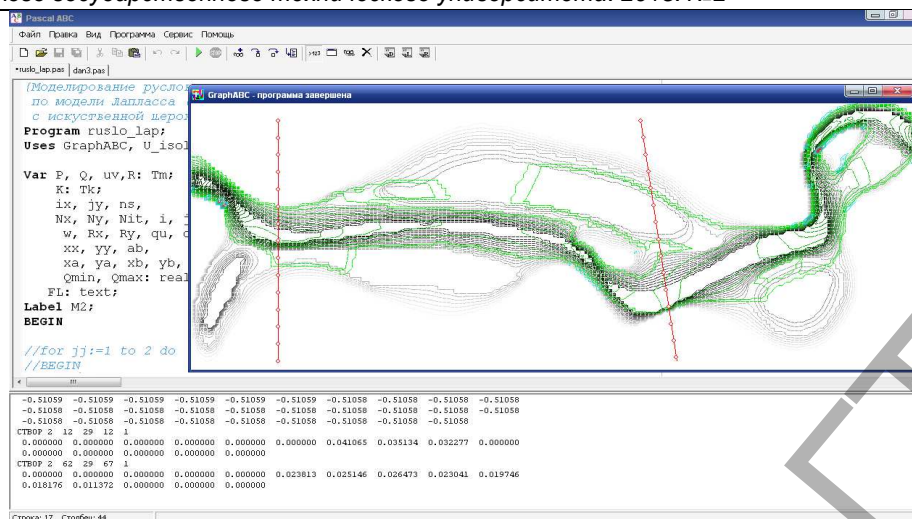 Pascal ABC
Файл Правка Вид Программа Сервис Помощь
•ruslo_lap.pas dan3.pas
{Моделирование
по модели Лапласса
с искуственной
Program ruslo_lap;
Uses GraphABC,
Var P, Q, uv,R: Tm;
K: Tk;
ix, jy, ns,
Nx, Ny, Nit, i,
w, Rx, Ry, qu,
xx, yy, ab,
xa, ya, xb, yb,
Qmin, Qmax:
FL: text;
Label M2;
BEGIN
//for jj:=1 to 2 do
//BEGIN
GraphABC - программа завершена
-0.51059 -0.51059 -0.51059 -0.51059 -0.51059 -0.51059 -0.51058 -0.51058 -0.51058 -0.51058
-0.51058 -0.51058 -0.51058 -0.51058 -0.51058 -0.51058 -0.51058 -0.51058 -0.51058 -0.51058
-0.51058 -0.51058 -0.51058 -0.51058 -0.51058 -0.51058 -0.51058 -0.51058 -0.51058
СТВОР 2 12 29 12 1
0.000000 0.000000 0.000000 0.000000 0.000000 0.000000 0.041065 0.035134 0.032277 0.000000
0.000000 0.000000 0.000000 0.000000 0.000000
СТВОР 2 62 29 67 1
0.000000 0.000000 0.000000 0.000000 0.000000 0.023813 0.025146 0.026473 0.023041 0.019746
0.018176 0.011372 0.000000 0.000000 0.000000
Строка: 17 Столбец: 44